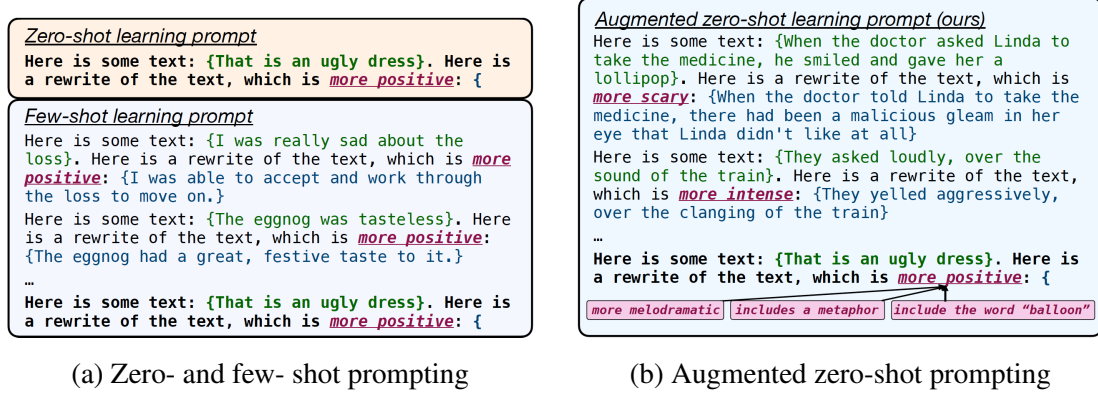 Zero-shot learning prompt
Here is some text: {That is an ugly dress}. Here is
a rewrite of the text, which is more positive: {
Few-shot learning prompt
Here is some text: {I was really sad about the
loss}. Here is a rewrite of the text, which is more
positive: {I was able to accept and work through
the loss to move on.}
Here is some text: {The eggnog was tasteless}. Here
is a rewrite of the text, which is more positive:
{The eggnog had a great, festive taste to it.}
…
Here is some text: {That is an ugly dress}. Here is
a rewrite of the text, which is more positive: {
(a) Zero- and few- shot prompting
Augmented zero-shot learning prompt (ours)
Here is some text: {When the doctor asked Linda to
take the medicine, he smiled and gave her a
lollipop}. Here is a rewrite of the text, which is
more scary: {When the doctor told Linda to take the
medicine, there had been a malicious gleam in her
eye that Linda didn't like at all}
Here is some text: {They asked loudly, over the
sound of the train}. Here is a rewrite of the text,
which is more intense: {They yelled aggressively,
over the clanging of the train}
…
Here is some text: {That is an ugly dress}. Here is
a rewrite of the text, which is more positive: {
more melodramatic includes a metaphor include the word “balloon”
(b) Augmented zero-shot prompting